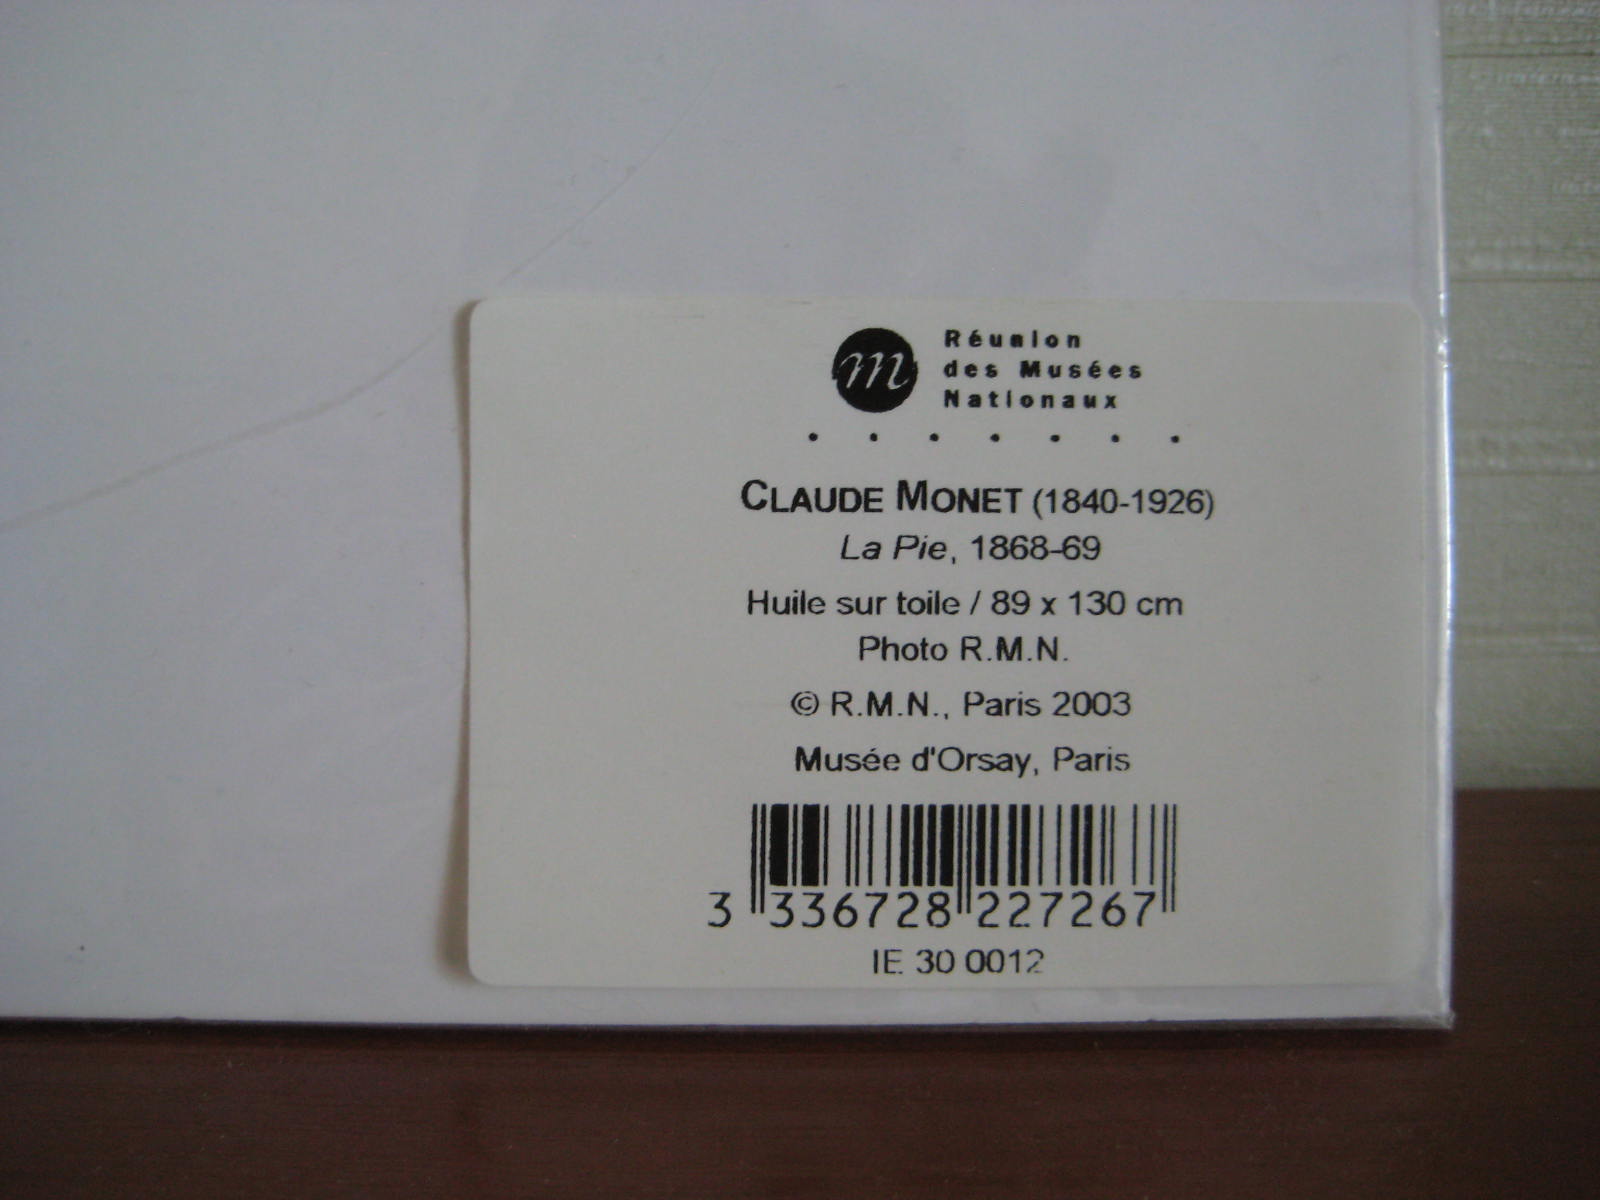 m
Réunion
des Musées
Nationaux
CLAUDE MONET (1840-1926)
La Pie, 1868-69
Huile sur toile / 89 x 130 cm
Photo R.M.N.
© R.M.N., Paris 2003
Musée d'Orsay, Paris
3 336728 227267
IE 30 0012